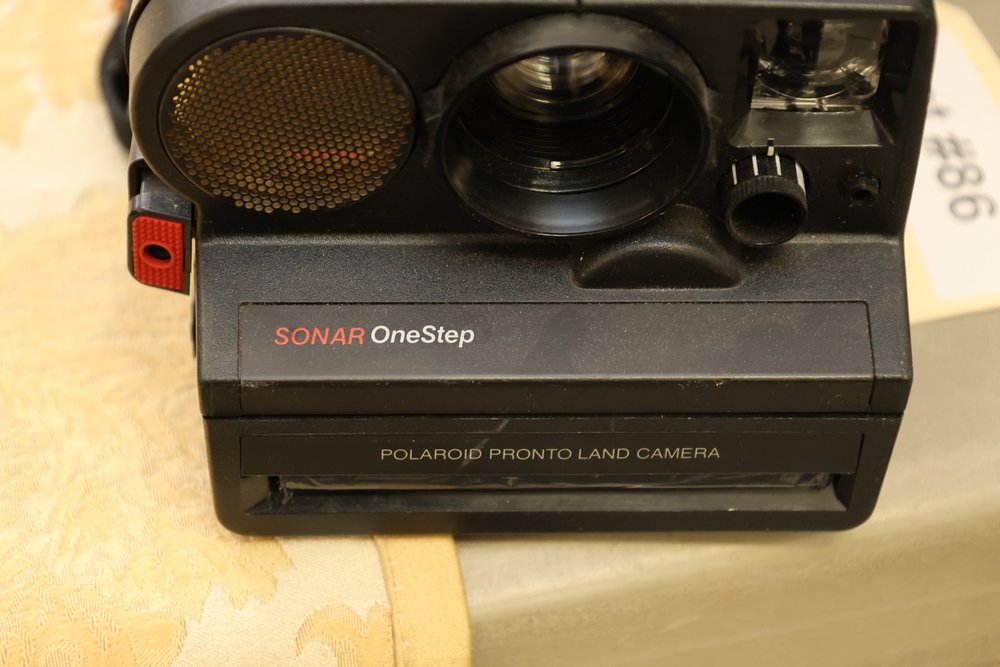 #86
SONAR OneStep
POLAROID PRONTO LAND CAMERA